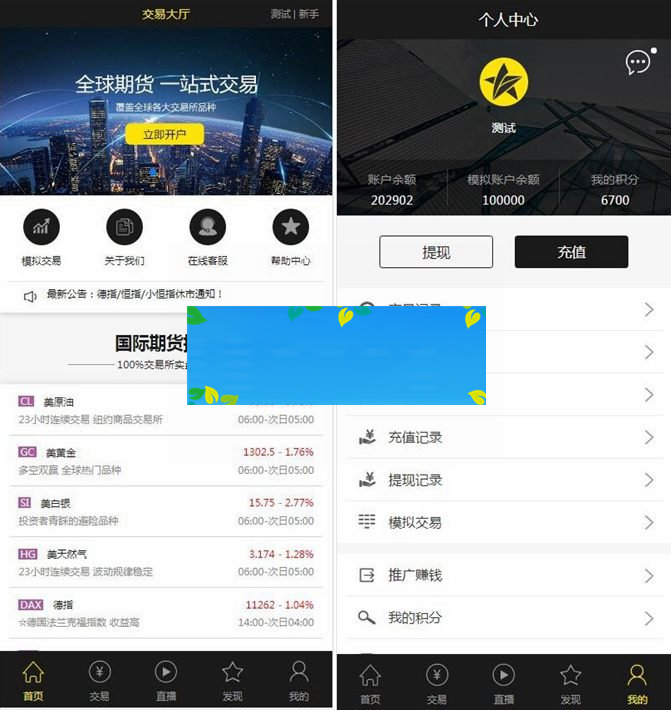 交易大厅
测试 | 新手
全球期货 一站式交易
覆盖全球各大交易所品种
立即开户
模拟交易
关于我们
在线客服
帮助中心
最新公告：德指/恒指/小恒指休市通知！
国际期货
100%交易所实
CL 美原油
23小时连续交易 纽约商品交易所
06:00-次日05:00
GC 美黄金
1302.5 - 1.76%
多空双赢 全球热门品种
06:00-次日05:00
SI 美白银
15.75 - 2.77%
投资者青睬的避险品种
06:00-次日05:00
HG 美天然气
3.174 - 1.28%
23小时连续交易 波动规律稳定
06:00-次日05:00
DAX 德指
11262 - 1.04%
☆德国法兰克福指数 收益高
14:00-次日04:00
首页
交易
直播
发现
我的
个人中心
测试
账户余额
模拟账户余额
我的积分
202902
100000
6700
提现
充值
充值记录
提现记录
模拟交易
推广赚钱
我的积分
首页
交易
直播
发现
我的